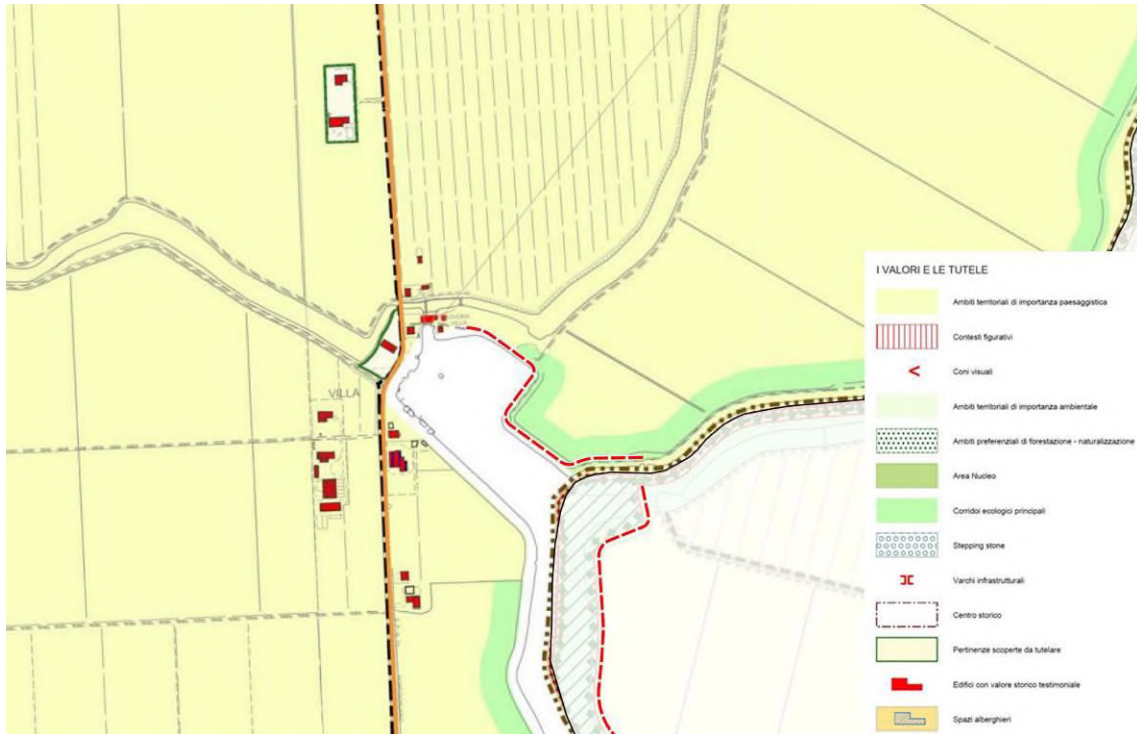 VILLA
VILLA
I VALORI E LE TUTELE
Ambiti territoriali di importanza paesaggistica
Contesti figurativi
Coni visuali
Ambiti territoriali di importanza ambientale
Ambiti preferenziali di forestazione - naturalizzazione
Area Nucleo
Corridoi ecologici principali
Stepping stone
Varchi infrastrutturali
Centro storico
Pertinenze scoperte da tutelare
Edifici con valore storico testimoniale
Spazi alberghieri